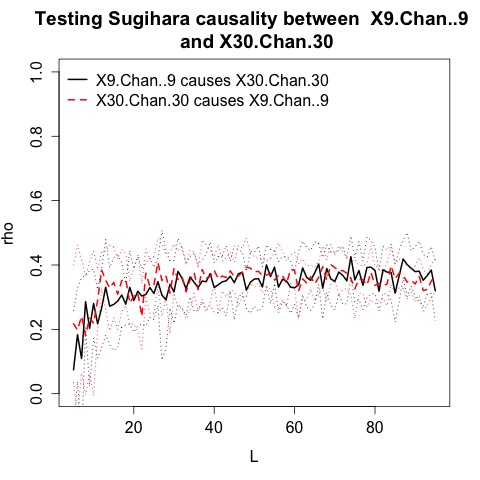 Testing Sugihara causality between  X9.Chan..9
and X30.Chan.30
X9.Chan..9 causes X30.Chan.30
X30.Chan.30 causes X9.Chan..9
1.0
0.8
0.6
0.4
0.2
0.0
rho
20 40 60 80
L